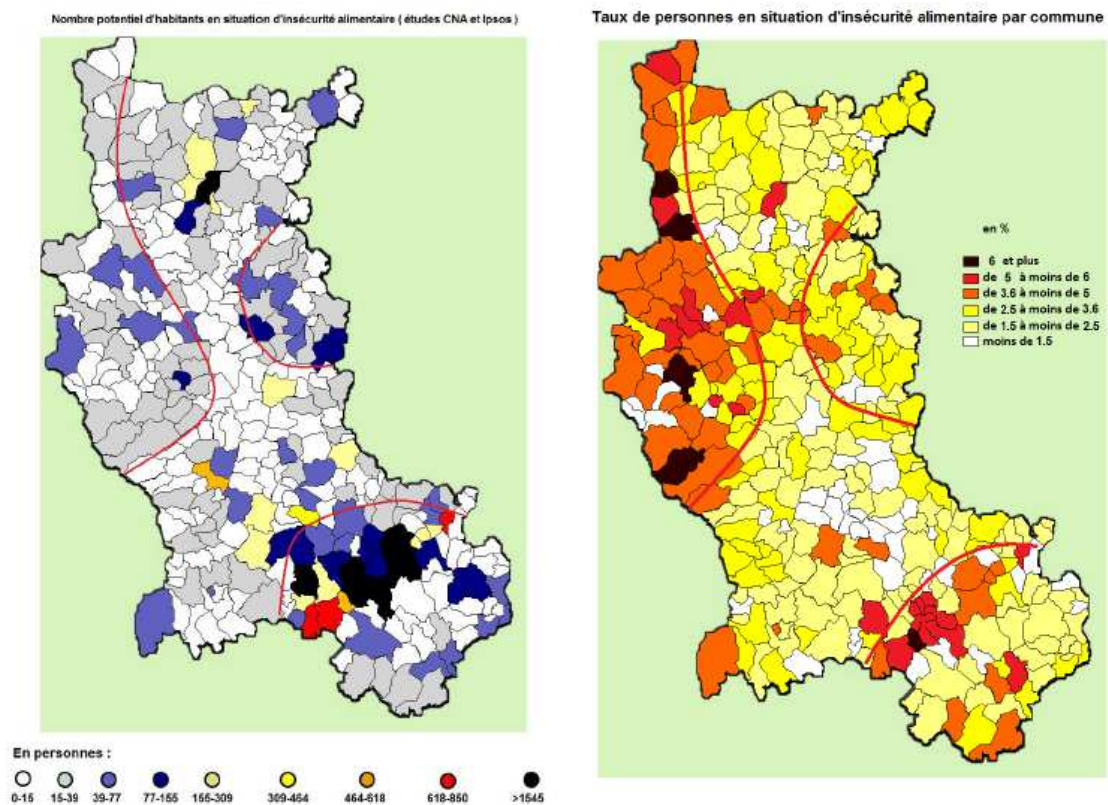 Nombre potentiel d'habitants en situation d'insécurité alimentaire ( études CNA et Ipsos )
Taux de personnes en situation d'insécurité alimentaire par commune
en %
6 et plus
de 5 à moins de 6
de 3.6 à moins de 5
de 2.5 à moins de 3.6
de 1.5 à moins de 2.5
moins de 1.5
En personnes :
0-15 15-39 39-77 77-155 155-309 309-464 464-618 618-850 >1545